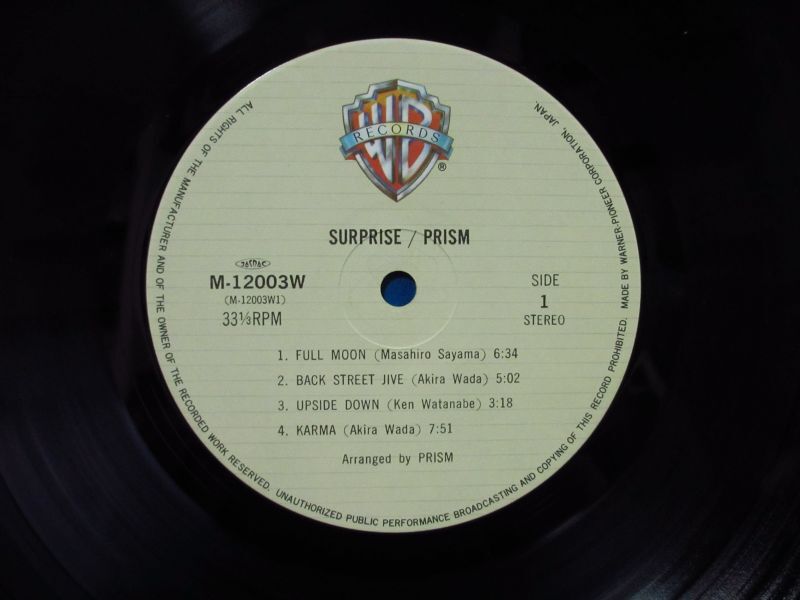 WB
RECORDS
®
SURPRISE / PRISM
M-12003W
(M-12003W1)
33⅓RPM
SIDE
1
STEREO
1. FULL MOON (Masahiro Sayama) 6:34
2. BACK STREET JIVE (Akira Wada) 5:02
3. UPSIDE DOWN (Ken Watanabe) 3:18
4. KARMA (Akira Wada) 7:51
Arranged by PRISM
ALL RIGHTS OF THE MANUFACTURER AND OF THE OWNER OF THE RECORDED WORK RESERVED. UNAUTHORIZED PUBLIC PERFORMANCE BROADCASTING AND COPYING OF THIS RECORD PROHIBITED. MADE BY WARNER-PIONEER CORPORATION, JAPAN.